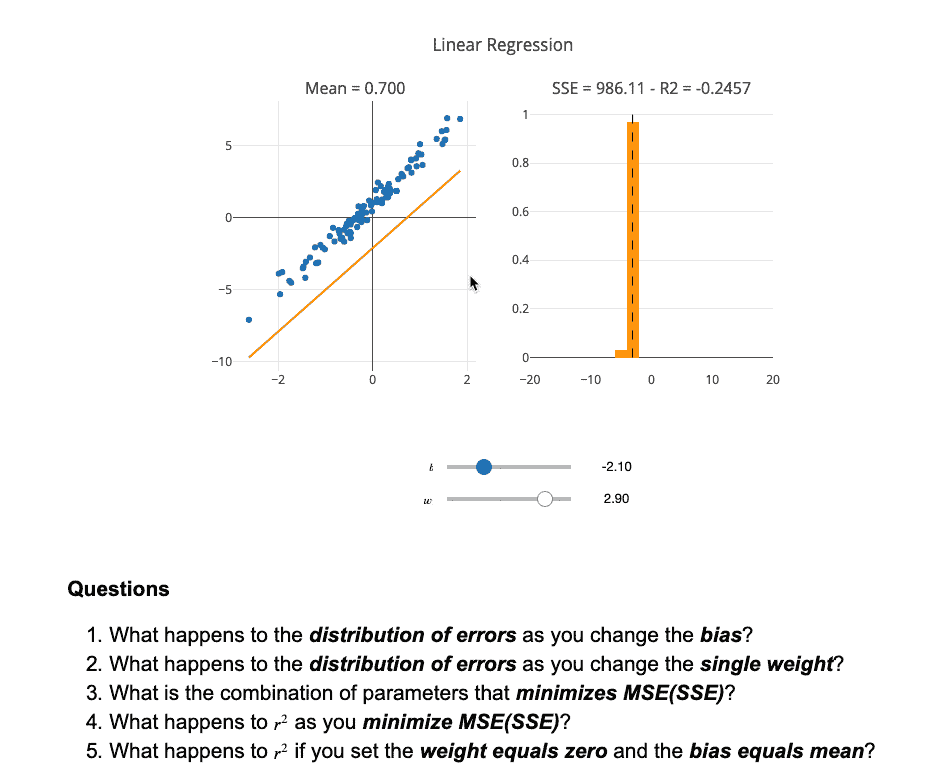 Linear Regression
Mean = 0.700
SSE = 986.11 - R2 = -0.2457
5
0
−5
−10
−2
0
2
1
0.8
0.6
0.4
0.2
0
−20
−10
0
10
20
b
-2.10
w
2.90
Questions
1. What happens to the distribution of errors as you change the bias?
2. What happens to the distribution of errors as you change the single weight?
3. What is the combination of parameters that minimizes MSE(SSE)?
4. What happens to r² as you minimize MSE(SSE)?
5. What happens to r² if you set the weight equals zero and the bias equals mean?